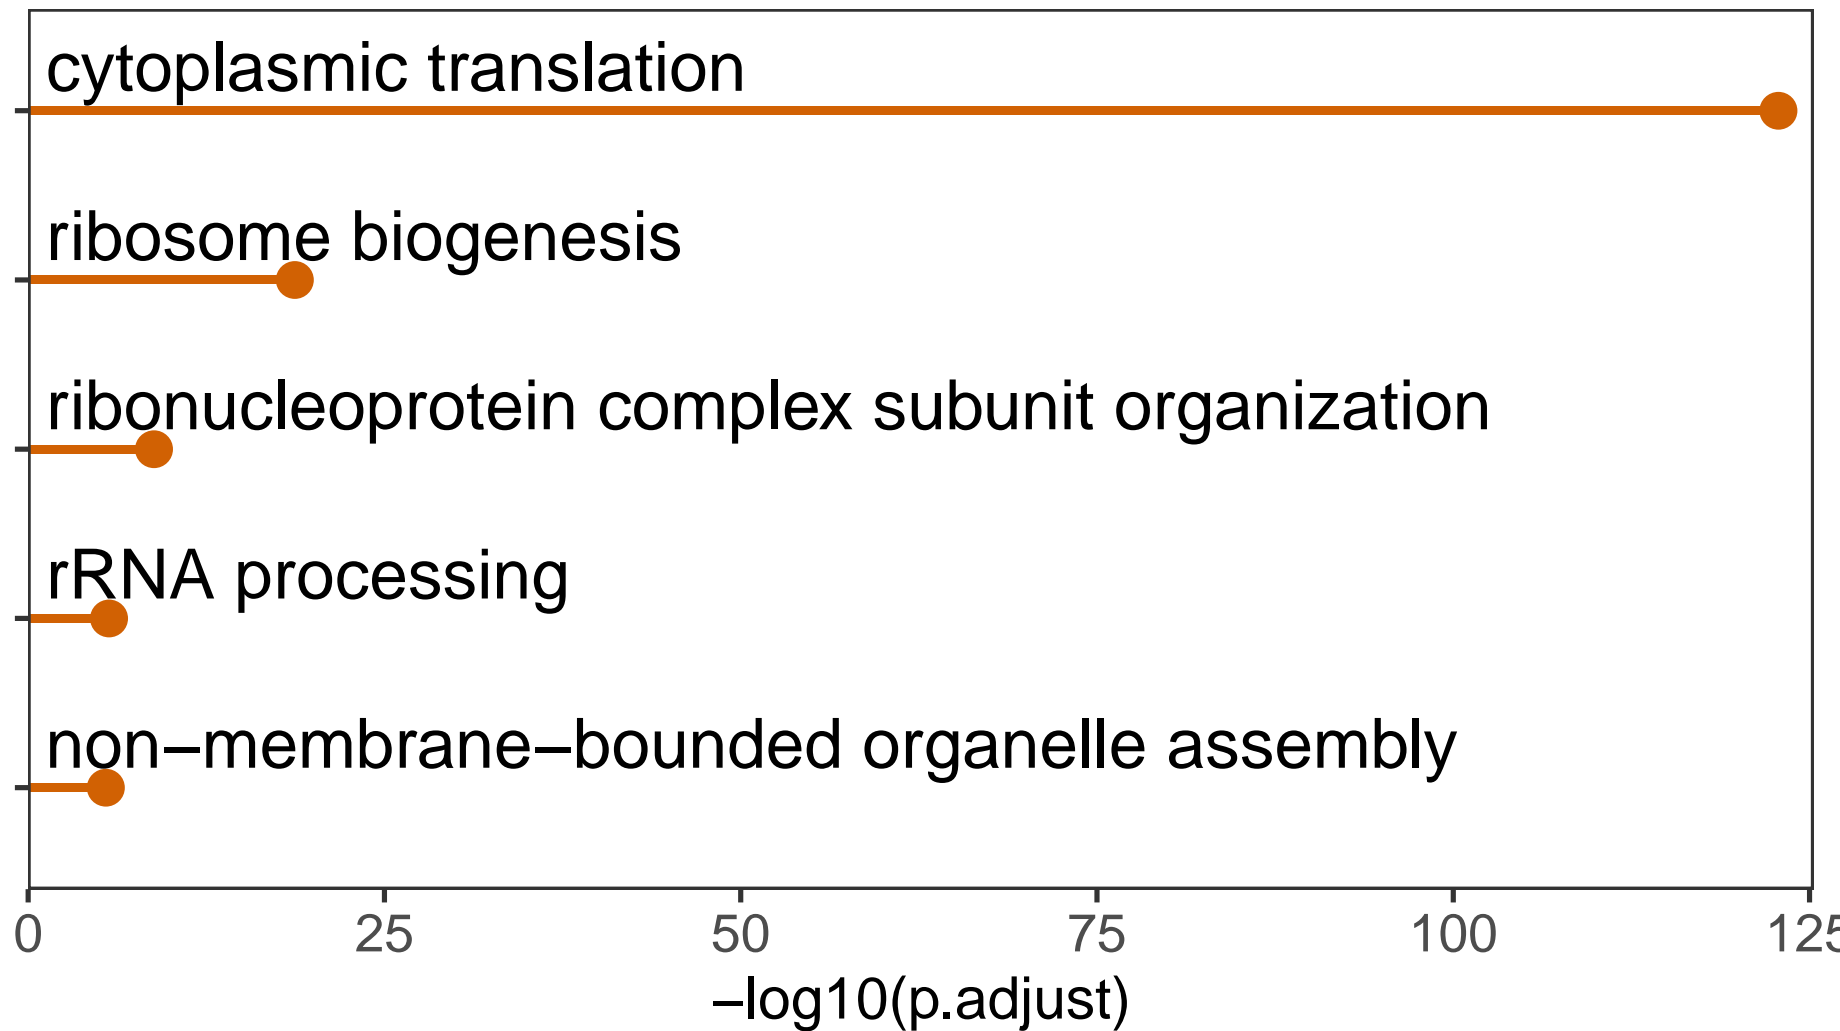 cytoplasmic translation
ribosome biogenesis
ribonucleoprotein complex subunit organization
rRNA processing
non−membrane−bounded organelle assembly
0 25 50 75 100 125
−log10(p.adjust)